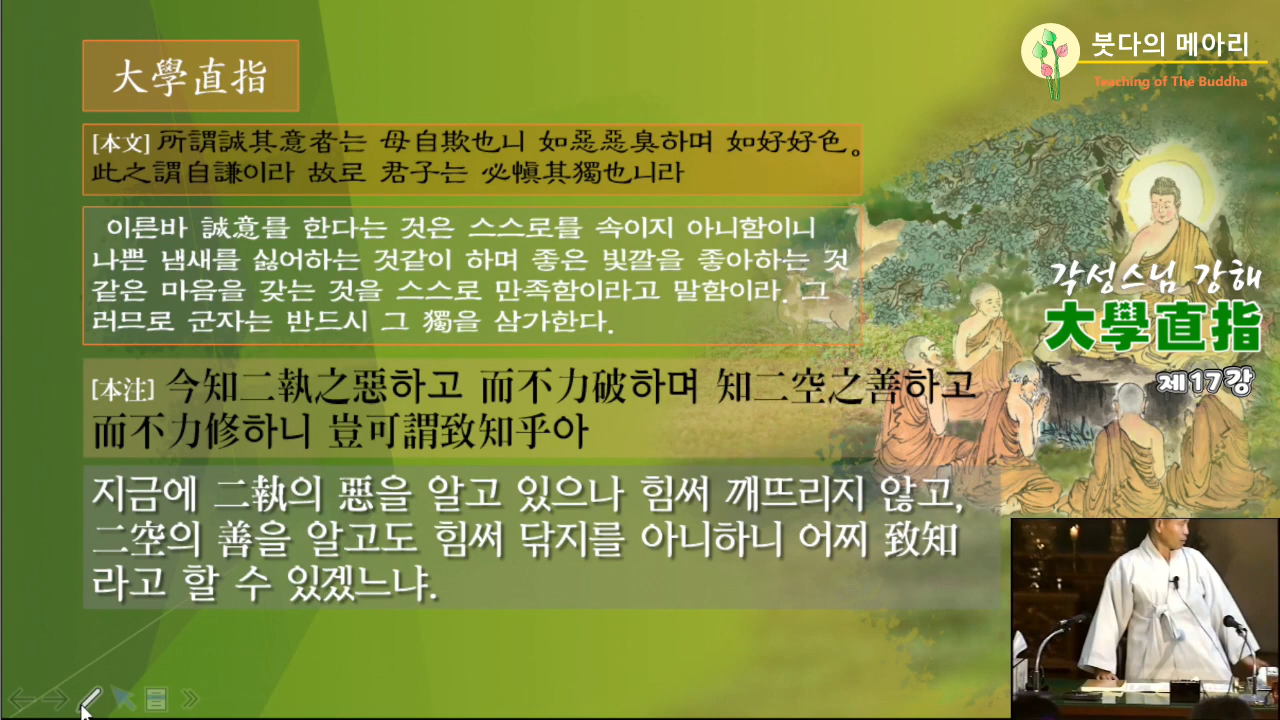 大學直指
[本文] 所謂誠其意者는 母自欺也니 如惡惡臭하며 如好好色。
此之謂自謙이라 故로 君子는 必愼其獨也니라
이른바 誠意를 한다는 것은 스스로를 속이지 아니함이니
나쁜 냄새를 싫어하는 것같이 하며 좋은 빛깔을 좋아하는 것
같은 마음을 갖는 것을 스스로 만족함이라고 말함이라. 그
러므로 군자는 반드시 그 獨을 삼가한다.
[本注] 今知二執之惡하고 而不力破하며 知二空之善하고
而不力修하니 豈可謂致知乎아
지금에 二執의 惡을 알고 있으나 힘써 깨뜨리지 않고,
二空의 善을 알고도 힘써 닦지를 아니하니 어찌 致知
라고 할 수 있겠느냐.
붓다의 메아리
Teaching of The Buddha
각성스님 강해
大學直指
제17강